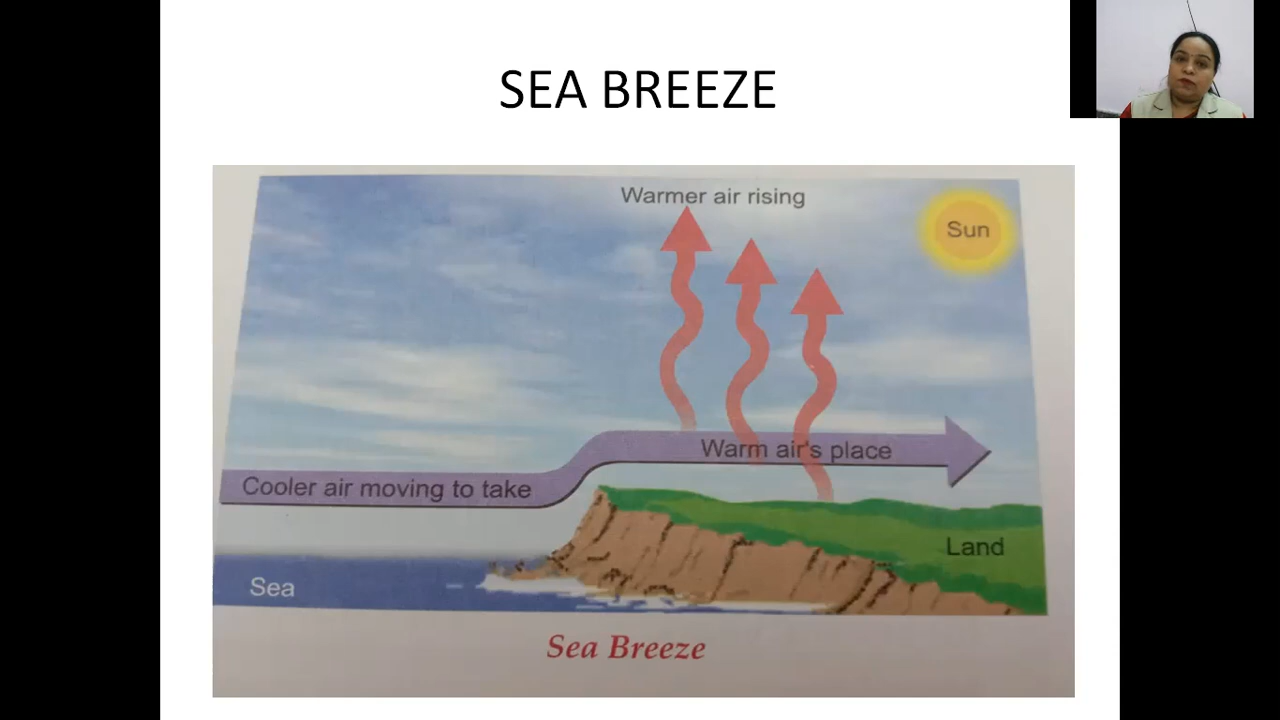 SEA BREEZE
Warmer air rising
Sun
Warm air's place
Cooler air moving to take
Land
Sea
Sea Breeze